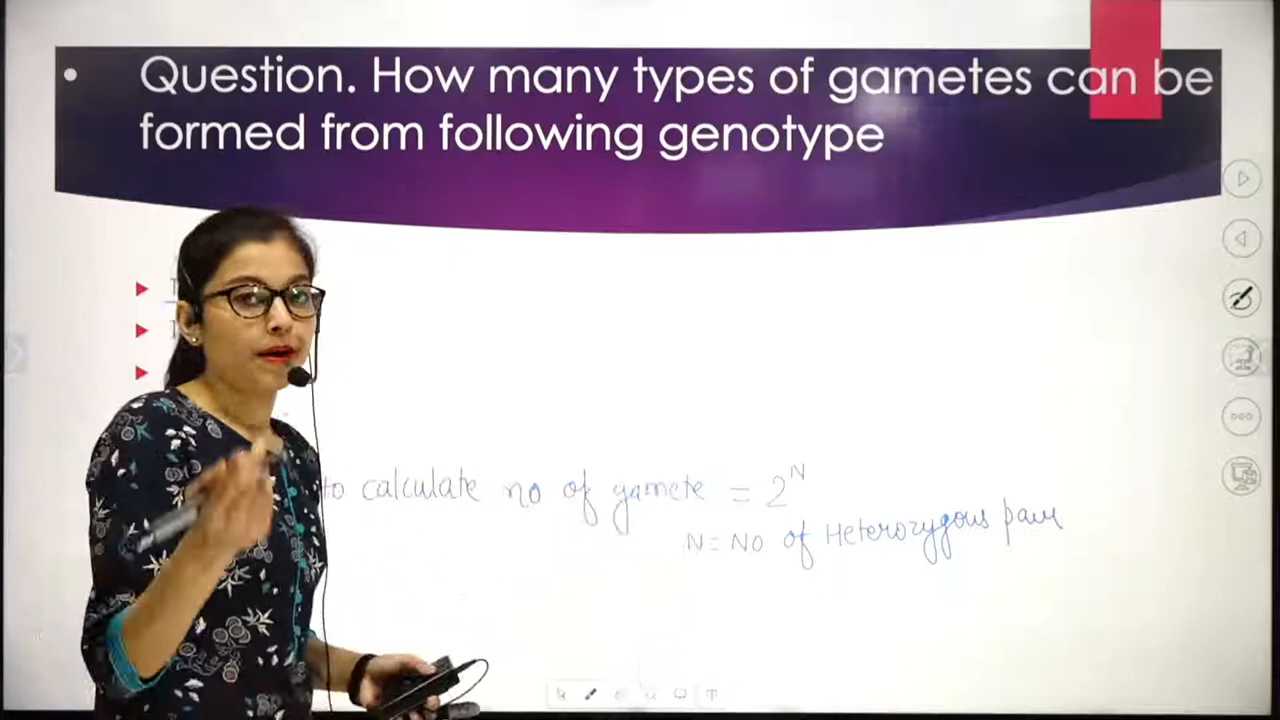 • Question. How many types of gametes can be
formed from following genotype
to calculate no of gamete = 2^N
N = NO of Heterozygous pair